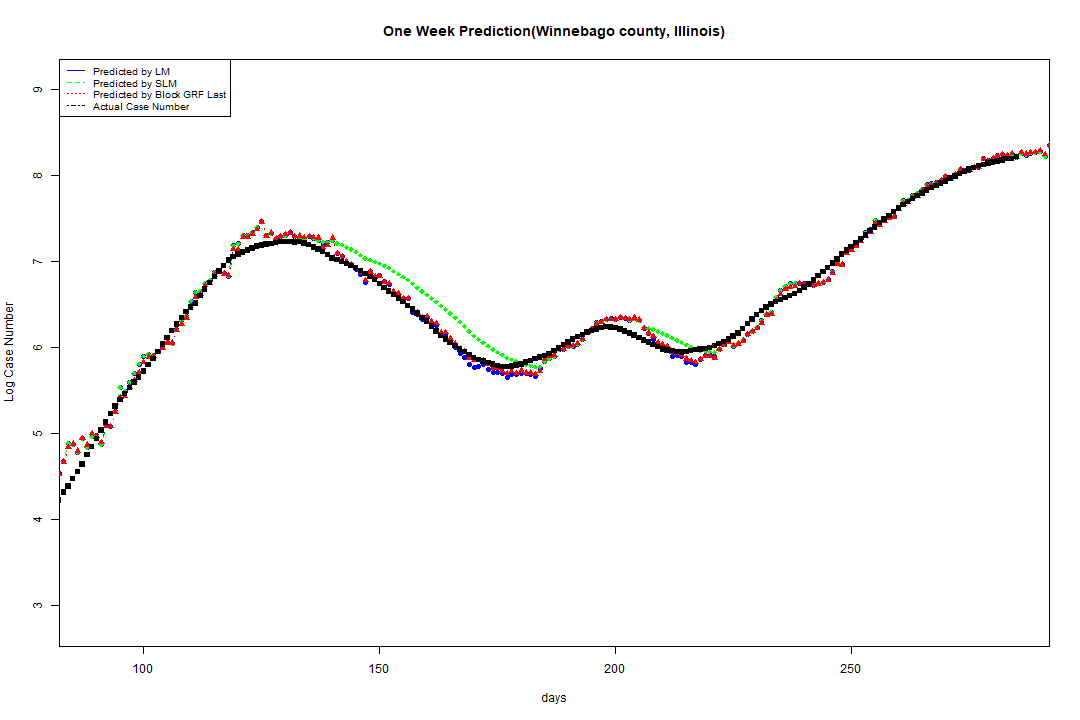 One Week Prediction(Winnebago county, Illinois)
Predicted by LM
Predicted by SLM
Predicted by Block GRF Last
Actual Case Number
9
8
7
6
5
4
3
Log Case Number
100 150 200 250
days